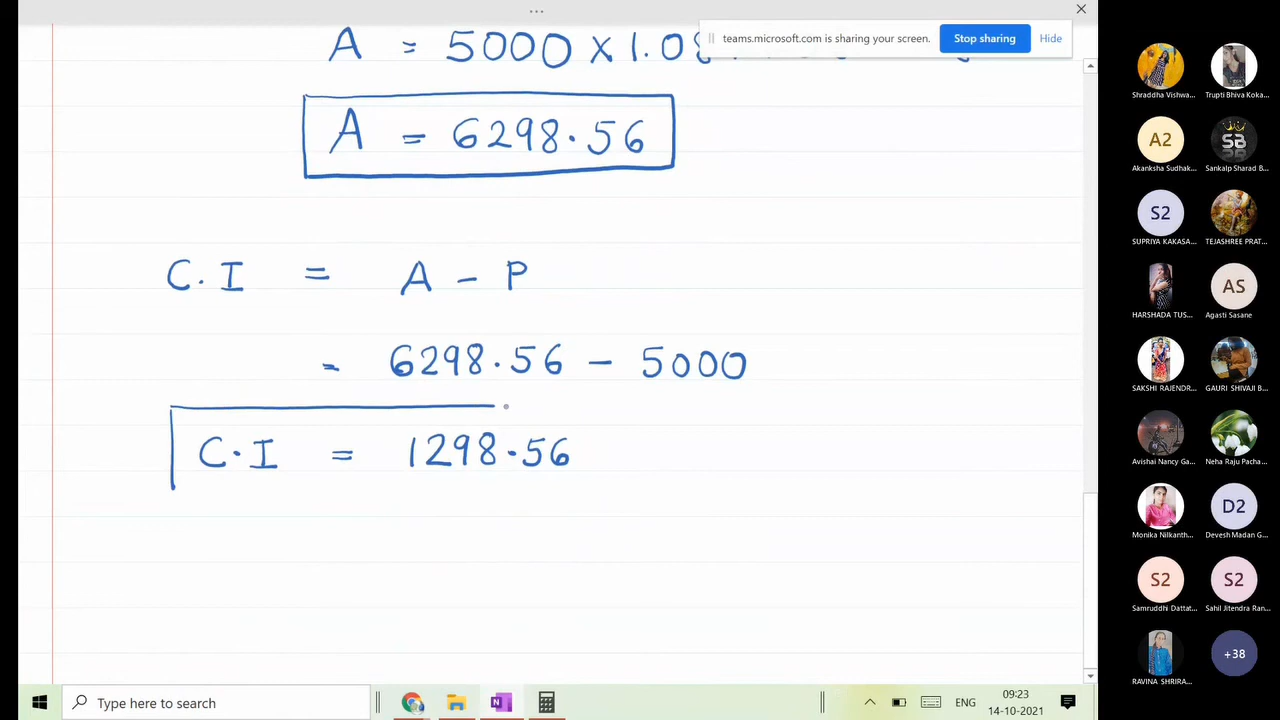 A = 5000 X 1.08
teams.microsoft.com is sharing your screen. Stop sharing Hide
A = 6298.56
C.I = A - P
= 6298.56 - 5000
C.I = 1298.56
Shraddha Vishwa...
Trupti Bhiva Koka...
A2
Akanksha Sudhak...
SB
Sankalp Sharad B...
S2
SUPRIYA KAKASA...
TEJASHREE PRAT...
HARSHADA TUS...
AS
Agasti Sasane
SAKSHI RAJENDR...
GAURI SHIVAJI B...
Avishai Nancy Ga...
Neha Raju Pacha...
Monika Nilkanth...
D2
Devesh Madan G...
S2
Samruddhi Dattat...
S2
Sahil Jitendra Ran...
RAVINA SHRIRA...
+38
Type here to search
N
ENG
09:23
14-10-2021